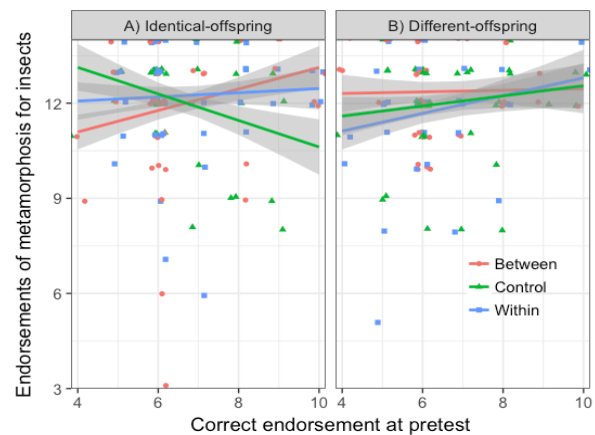 A) Identical-offspring
B) Different-offspring
Endorsements of metamorphosis for insects
12
9
6
3
Between
Control
Within
4
6
8
10
4
6
8
10
Correct endorsement at pretest